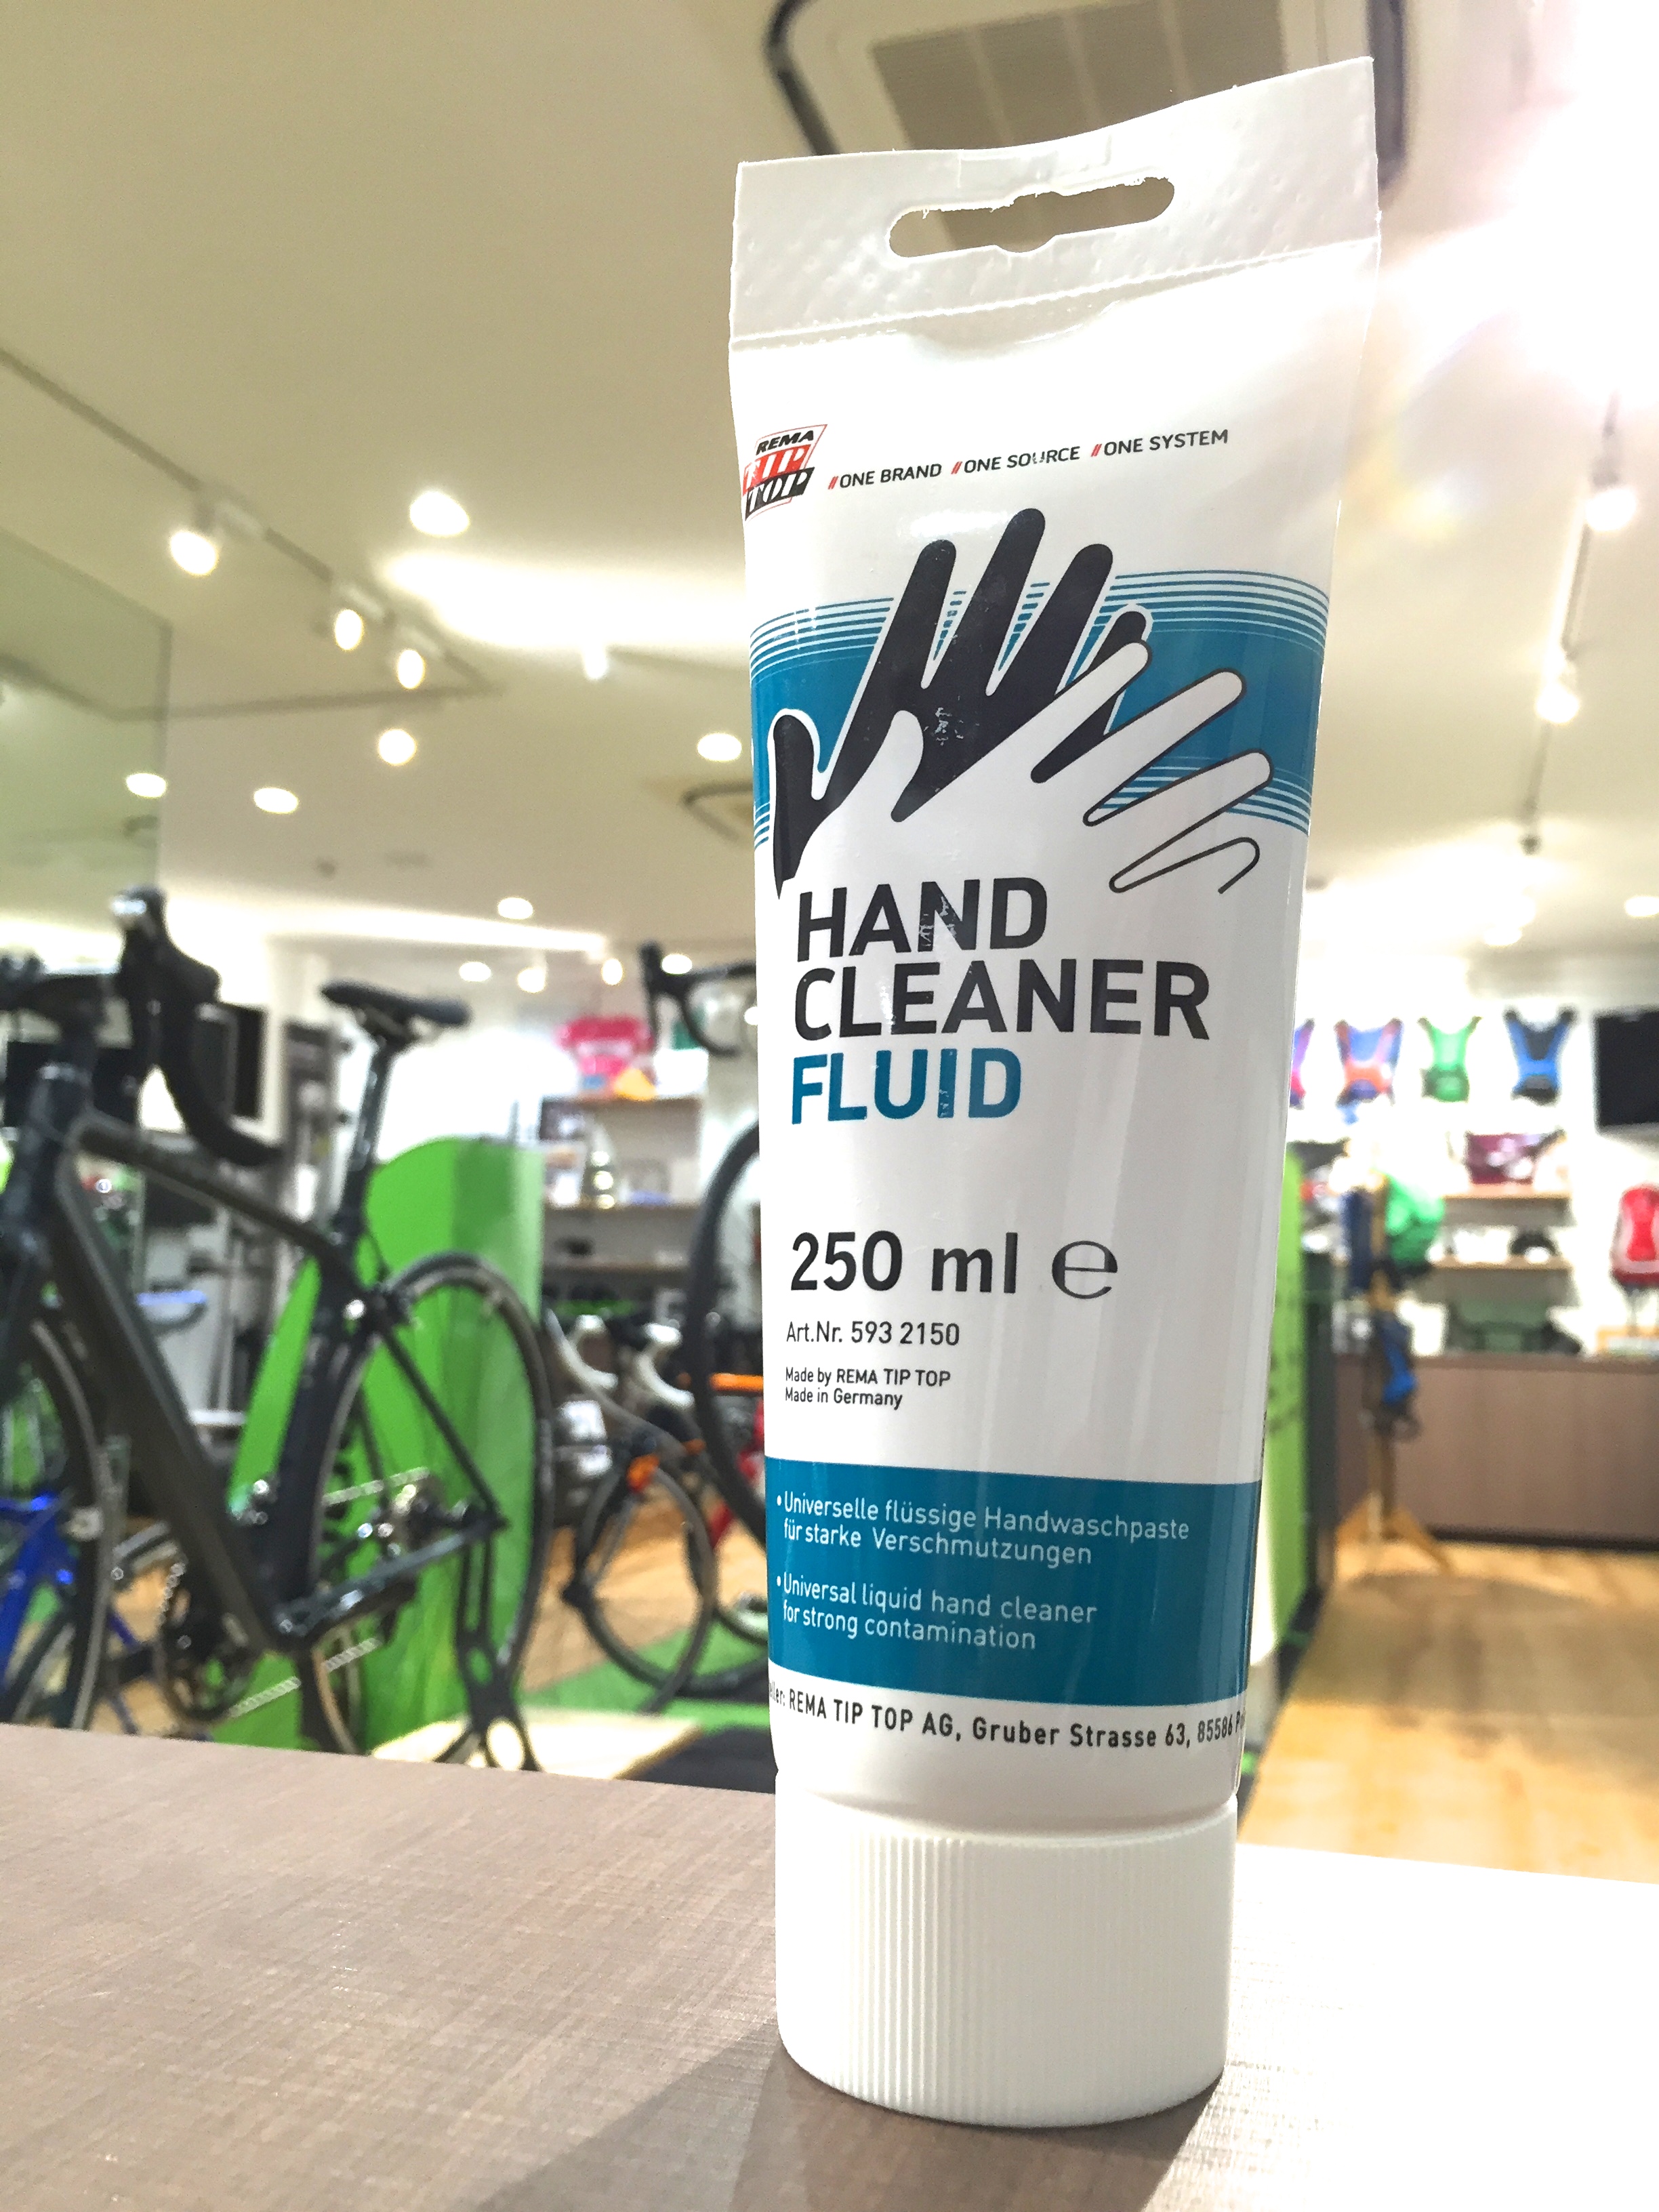 REMA
TIP
TOP
//ONE BRAND //ONE SOURCE //ONE SYSTEM
HAND
CLEANER
FLUID
250 ml ℮
Art.Nr. 593 2150
Made by REMA TIP TOP
Made in Germany
•Universelle flüssige Handwaschpaste
für starke Verschmutzungen
•Universal liquid hand cleaner
for strong contamination
REMA TIP TOP AG, Gruber Strasse 63, 85586